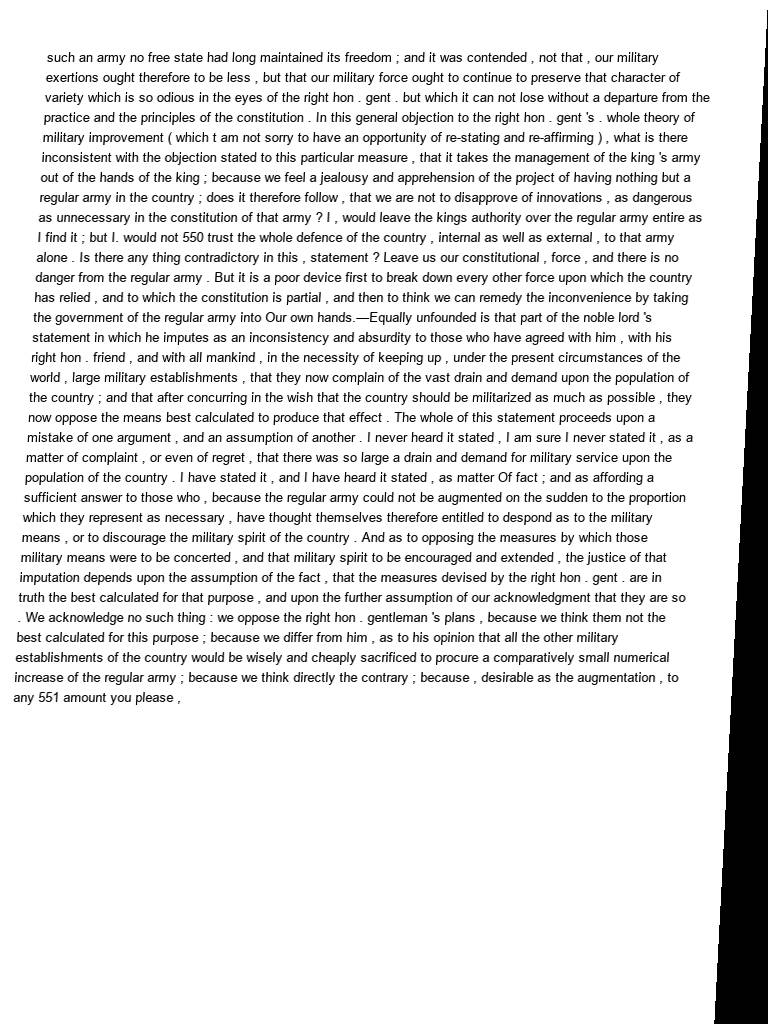 such an army no free state had long maintained its freedom ; and it was contended , not that , our military
exertions ought therefore to be less , but that our military force ought to continue to preserve that character of
variety which is so odious in the eyes of the right hon . gent . but which it can not lose without a departure from the
practice and the principles of the constitution . In this general objection to the right hon . gent 's . whole theory of
military improvement ( which t am not sorry to have an opportunity of re-stating and re-affirming ) , what is there
inconsistent with the objection stated to this particular measure , that it takes the management of the king 's army
out of the hands of the king ; because we feel a jealousy and apprehension of the project of having nothing but a
regular army in the country ; does it therefore follow , that we are not to disapprove of innovations , as dangerous
as unnecessary in the constitution of that army ? I , would leave the kings authority over the regular army entire as
I find it ; but I. would not 550 trust the whole defence of the country , internal as well as external , to that army
alone . Is there any thing contradictory in this , statement ? Leave us our constitutional , force , and there is no
danger from the regular army . But it is a poor device first to break down every other force upon which the country
has relied , and to which the constitution is partial , and then to think we can remedy the inconvenience by taking
the government of the regular army into Our own hands.—Equally unfounded is that part of the noble lord 's
statement in which he imputes as an inconsistency and absurdity to those who have agreed with him , with his
right hon . friend , and with all mankind , in the necessity of keeping up , under the present circumstances of the
world , large military establishments , that they now complain of the vast drain and demand upon the population of
the country ; and that after concurring in the wish that the country should be militarized as much as possible , they
now oppose the means best calculated to produce that effect . The whole of this statement proceeds upon a
mistake of one argument , and an assumption of another . I never heard it stated , I am sure I never stated it , as a
matter of complaint , or even of regret , that there was so large a drain and demand for military service upon the
population of the country . I have stated it , and I have heard it stated , as matter Of fact ; and as affording a
sufficient answer to those who , because the regular army could not be augmented on the sudden to the proportion
which they represent as necessary , have thought themselves therefore entitled to despond as to the military
means , or to discourage the military spirit of the country . And as to opposing the measures by which those
military means were to be concerted , and that military spirit to be encouraged and extended , the justice of that
imputation depends upon the assumption of the fact , that the measures devised by the right hon . gent . are in
truth the best calculated for that purpose , and upon the further assumption of our acknowledgment that they are so
. We acknowledge no such thing : we oppose the right hon . gentleman 's plans , because we think them not the
best calculated for this purpose ; because we differ from him , as to his opinion that all the other military
establishments of the country would be wisely and cheaply sacrificed to procure a comparatively small numerical
increase of the regular army ; because we think directly the contrary ; because , desirable as the augmentation , to
any 551 amount you please ,